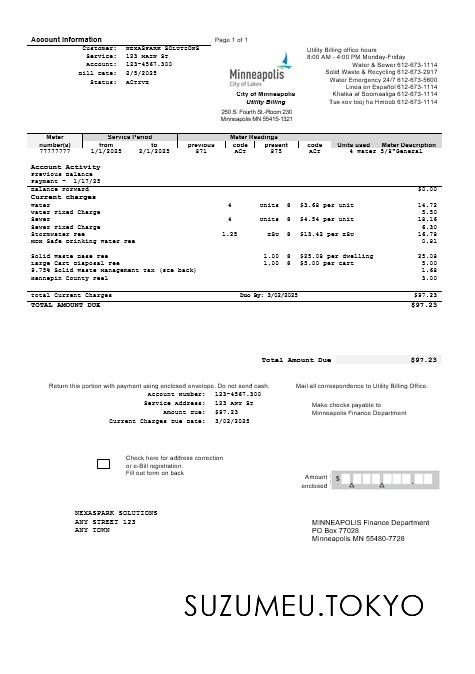 Account Information Page 1 of 1
Customer: NEXASPARK SOLUTIONS
Service: 123 MAIN St
Account: 123-4567.300
Bill Date: 2/5/2025
Status: Active
Minneapolis
City of Lakes
City of Minneapolis
Utility Billing
250 S. Fourth St.-Room 230
Minneapolis MN 55415-1321
Utility Billing office hours
8:00 AM - 4:00 PM Monday-Friday
Water & Sewer 612-673-1114
Solid Waste & Recycling 612-673-2917
Water Emergency 24/7 612-673-5600
Linea en Español 612-673-1114
Khatka af Soomaaliga 612-673-1114
Tus xov tooj hu Hmoob 612-673-1114
Meter Service Period Meter Readings
number(s) from to previous code present code Units used Meter Description
77777777 1/1/2025 2/1/2025 871 ACT 875 ACT 4 Water 5/8"General
Account Activity
Previous Balance
Payment - 1/17/25
Balance Forward $0.00
Current charges
Water 4 Units @ $3.68 per unit 14.72
Water Fixed Charge 5.50
Sewer 4 Units @ $4.54 per unit 18.16
Sewer Fixed Charge 6.30
Stormwater Fee 1.25 ESU @ $13.42 per ESU 16.78
MDH Safe Drinking Water Fee 0.81
Solid Waste Base Fee 1.00 @ $25.08 per dwelling 25.08
Large Cart Disposal Fee 1.00 @ $5.00 per cart 5.00
9.75% Solid Waste Management Tax (see back) 1.68
Hennepin County Fee 3.00
Total Current Charges Due By: 3/02/2025 $97.23
TOTAL AMOUNT DUE $97.23
Total Amount Due $97.23
Return this portion with payment using enclosed envelope. Do not send cash. Mail all correspondence to Utility Billing Office.
Account Number: 123-4567.300
Service Address: 123 ANY St
Amount Due: $97.23
Current Charges Due Date: 3/02/2025
Make checks payable to
Minneapolis Finance Department
Check here for address correction
or e-Bill registration.
Fill out form on back
Amount
enclosed
$
NEXASPARK SOLUTIONS
ANY STREET 123
ANY TOWN
MINNEAPOLIS Finance Department
PO Box 77028
Minneapolis MN 55480-7728
SUZUMEU.TOKYO